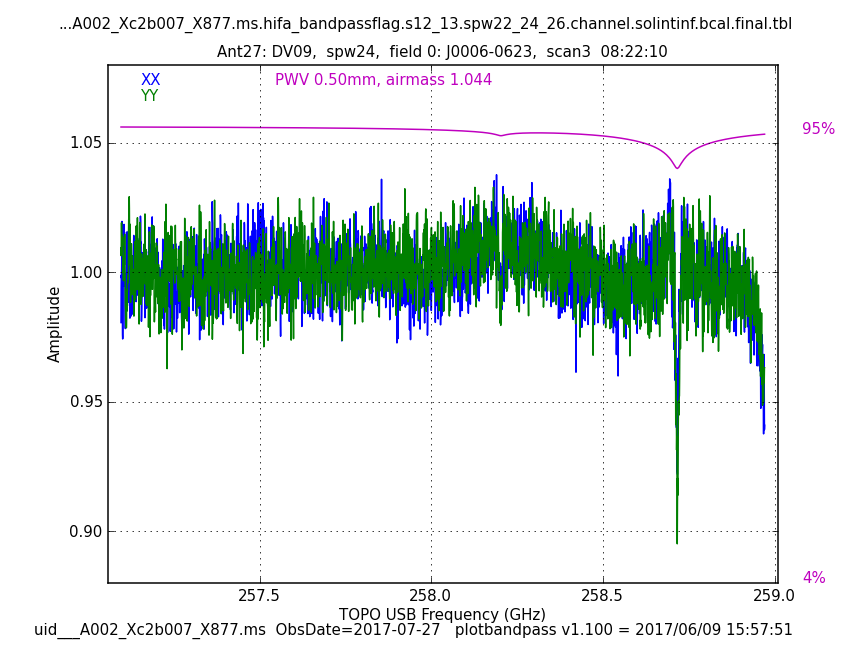 ...A002_Xc2b007_X877.ms.hifa_bandpassflag.s12_13.spw22_24_26.channel.solintinf.bcal.final.tbl
Ant27: DV09, spw24, field 0: J0006-0623, scan3 08:22:10
XX
YY
PWV 0.50mm, airmass 1.044
95%
1.05
1.00
0.95
0.90
Amplitude
4%
257.5 258.0 258.5 259.0
TOPO USB Frequency (GHz)
uid___A002_Xc2b007_X877.ms ObsDate=2017-07-27 plotbandpass v1.100 = 2017/06/09 15:57:51